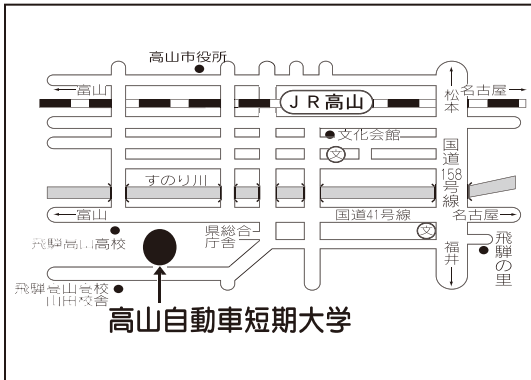 高山市役所
富山
JR高山
松本
名古屋
文化会館
文
国道158号線
すのり川
富山
国道41号線
名古屋
飛騨高山高校
県総合
庁舎
文
福井
飛騨の里
飛騨高山高校
山田校舎
高山自動車短期大学